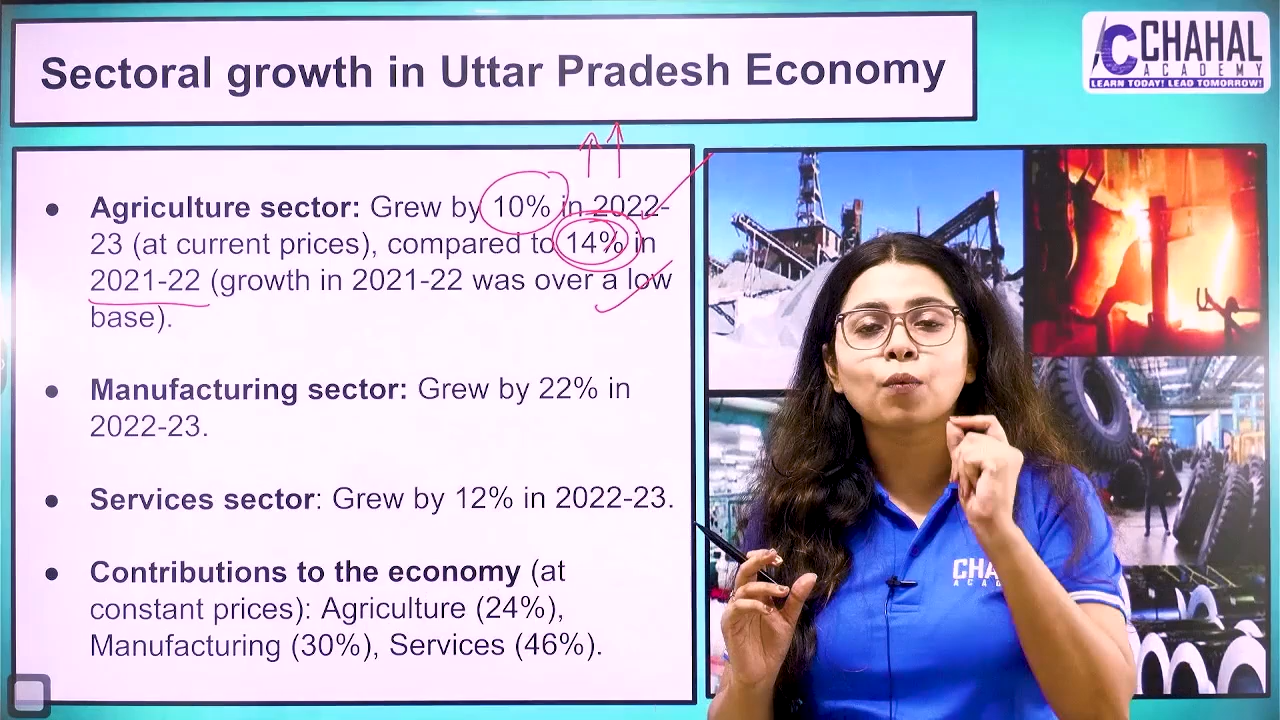 Sectoral growth in Uttar Pradesh Economy
CHAHAL
ACADEMY
LEARN TODAY! LEAD TOMORROW!
● Agriculture sector: Grew by 10% in 2022-
23 (at current prices), compared to 14% in
2021-22 (growth in 2021-22 was over a low
base).
● Manufacturing sector: Grew by 22% in
2022-23.
● Services sector: Grew by 12% in 2022-23.
● Contributions to the economy (at
constant prices): Agriculture (24%),
Manufacturing (30%), Services (46%).